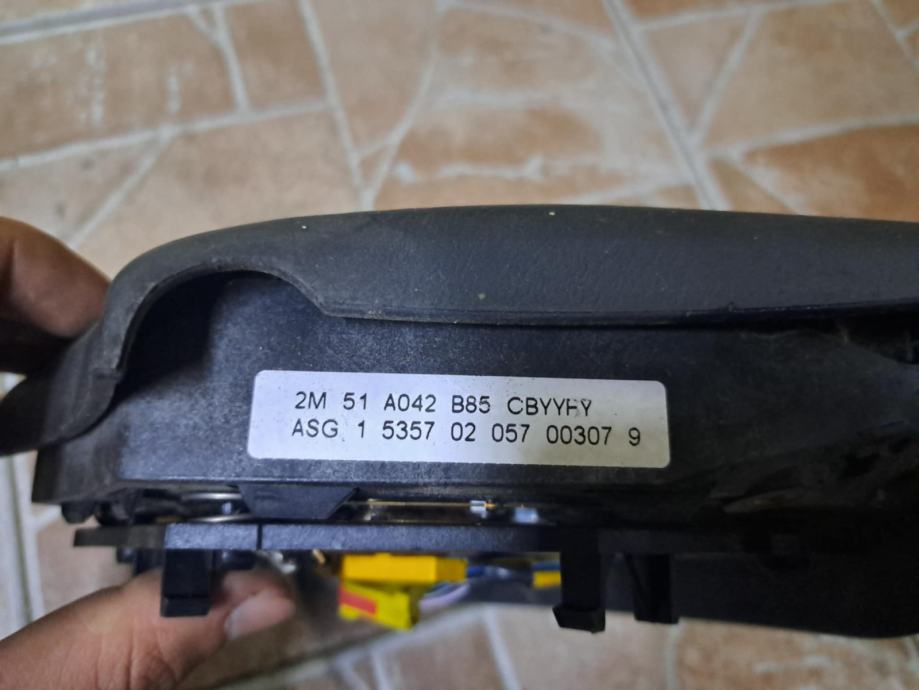 2M 51 A042 B85 CBYYFY
ASG 1 5357 02 057 00307 9